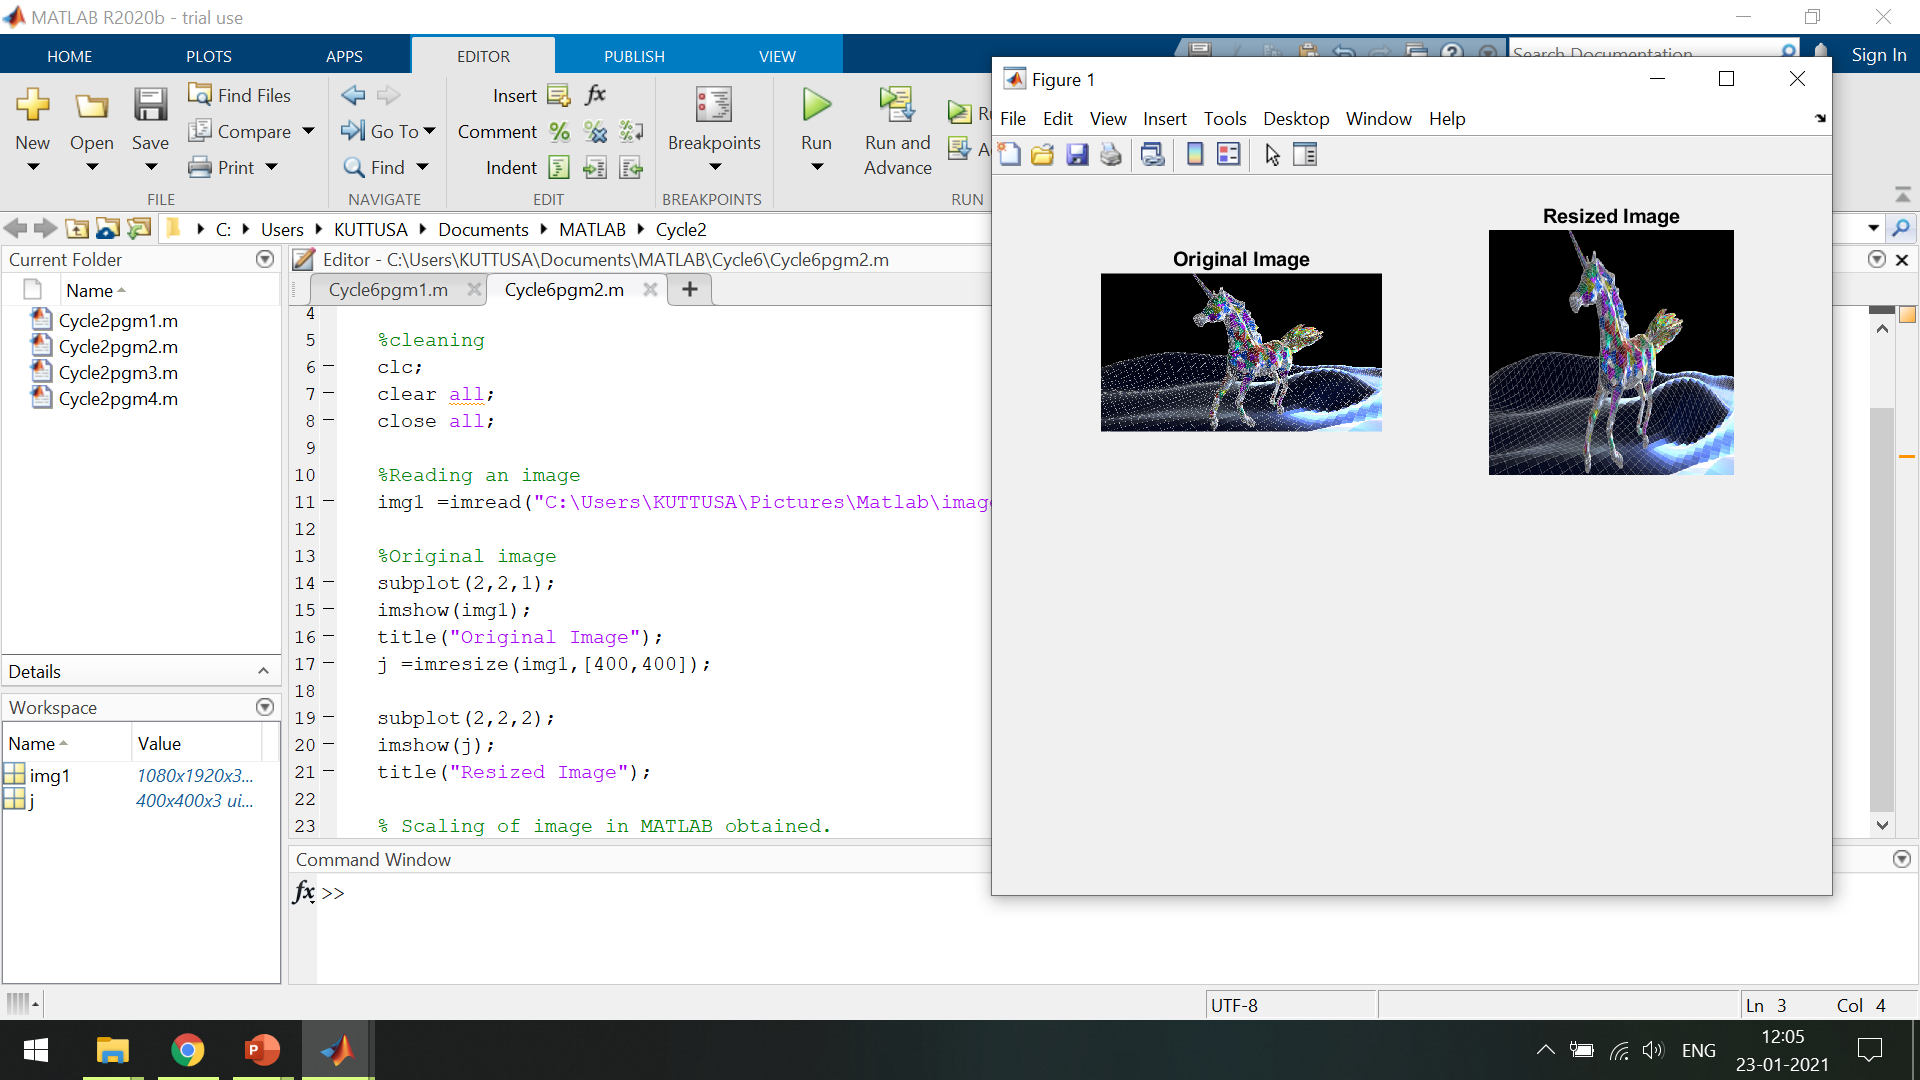 MATLAB R2020b - trial use
HOME PLOTS APPS EDITOR PUBLISH VIEW
Search Documentation
Sign In
New
Open
Save
Find Files
Compare
Print
FILE
Go To
Find
NAVIGATE
Insert
Comment
Indent
EDIT
Breakpoints
BREAKPOINTS
Run
Run and
Advance
RUN
C: Users KUTTUSA Documents MATLAB Cycle2
Current Folder
Name
Cycle2pgm1.m
Cycle2pgm2.m
Cycle2pgm3.m
Cycle2pgm4.m
Details
Workspace
Name Value
img1 1080x1920x3...
j 400x400x3 ui...
Editor - C:\Users\KUTTUSA\Documents\MATLAB\Cycle6\Cycle6pgm2.m
Cycle6pgm1.m Cycle6pgm2.m
4
5 %cleaning
6 clc;
7 clear all;
8 close all;
9
10 %Reading an image
11 img1 =imread("C:\Users\KUTTUSA\Pictures\Matlab\imag
12
13 %Original image
14 subplot(2,2,1);
15 imshow(img1);
16 title("Original Image");
17 j =imresize(img1,[400,400]);
18
19 subplot(2,2,2);
20 imshow(j);
21 title("Resized Image");
22
23 % Scaling of image in MATLAB obtained.
Command Window
fx >>
Figure 1
File Edit View Insert Tools Desktop Window Help
Original Image
Resized Image
UTF-8
Ln 3 Col 4
ENG
12:05
23-01-2021